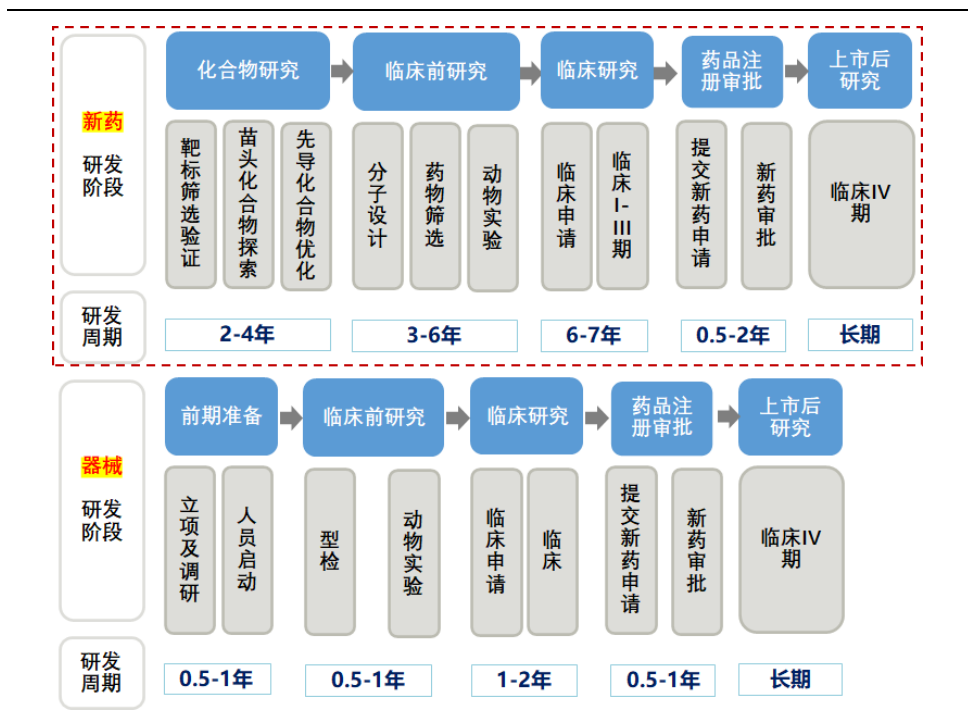 化合物研究
临床前研究
临床研究
药品注
册审批
上市后
研究
新药
研发
阶段
靶标筛选验证
苗头化合物探索
先导化合物优化
分子设计
药物筛选
动物实验
临床申请
临床I-III期
提交新药申请
新药审批
临床IV
期
研发
周期
2-4年
3-6年
6-7年
0.5-2年
长期
前期准备
临床前研究
临床研究
药品注
册审批
上市后
研究
器械
研发
阶段
立项及调研
人员启动
型检
动物实验
临床申请
临床
提交新药申请
新药审批
临床IV
期
研发
周期
0.5-1年
0.5-1年
1-2年
0.5-1年
长期